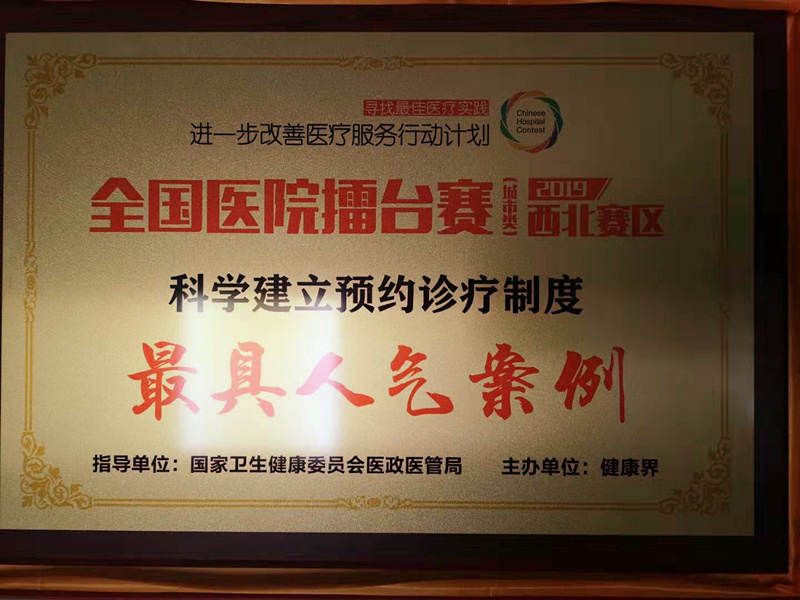 寻找最佳医疗实践
进一步改善医疗服务行动计划
Chinese
Hospital
Contest
全国医院擂台赛
(城市类)
2019/
西北赛区
科学建立预约诊疗制度
最具人气案例
指导单位：国家卫生健康委员会医政医管局 主办单位：健康界